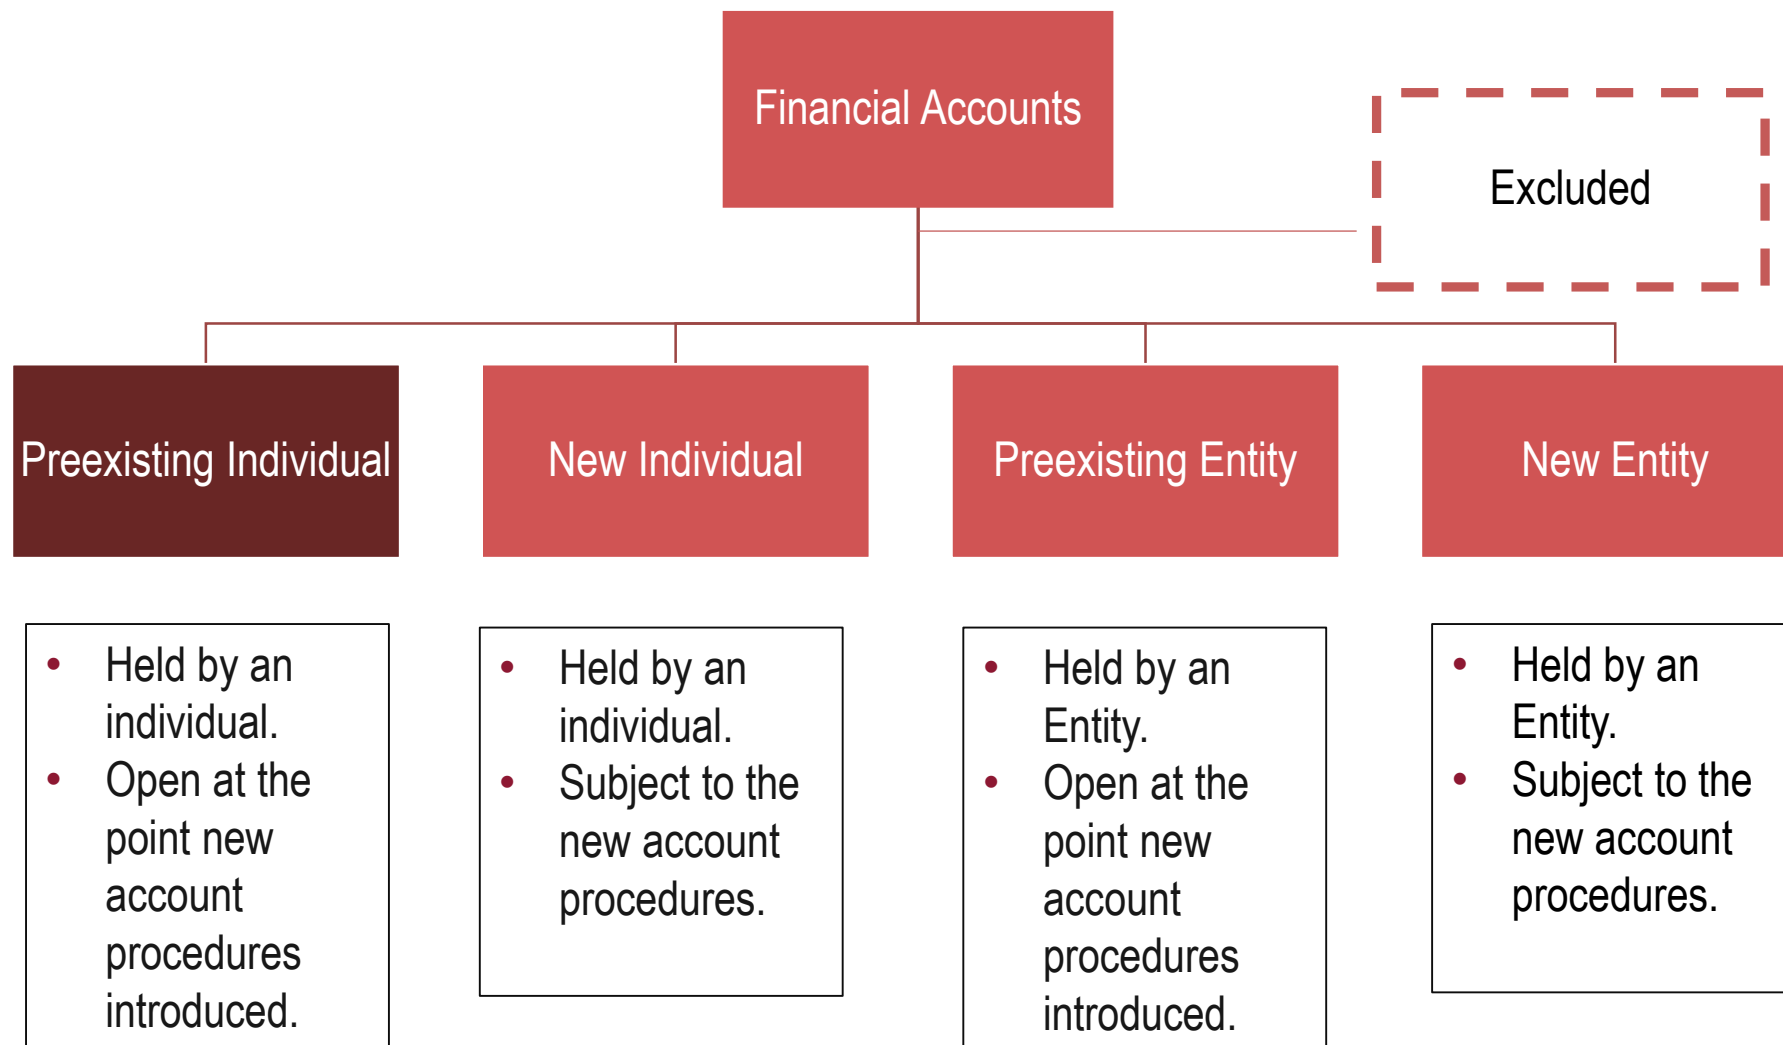 Financial Accounts
Excluded
Preexisting Individual
New Individual
Preexisting Entity
New Entity
• Held by an
individual.
• Open at the
point new
account
procedures
introduced.
• Held by an
individual.
• Subject to the
new account
procedures.
• Held by an
Entity.
• Open at the
point new
account
procedures
introduced.
• Held by an
Entity.
• Subject to the
new account
procedures.